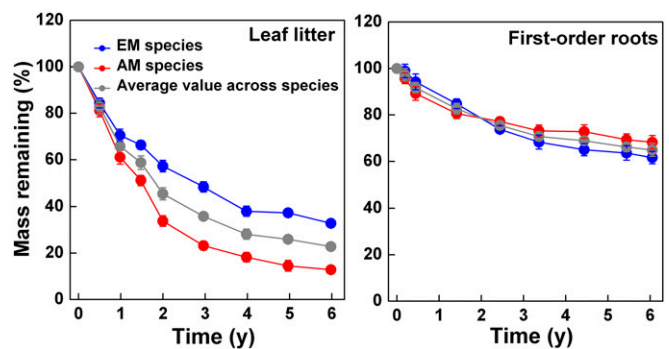 Leaf litter
EM species
AM species
Average value across species
Mass remaining (%)
120
100
80
60
40
20
0
0 1 2 3 4 5 6
Time (y)
First-order roots
120
100
80
60
40
20
0
0 1 2 3 4 5 6
Time (y)